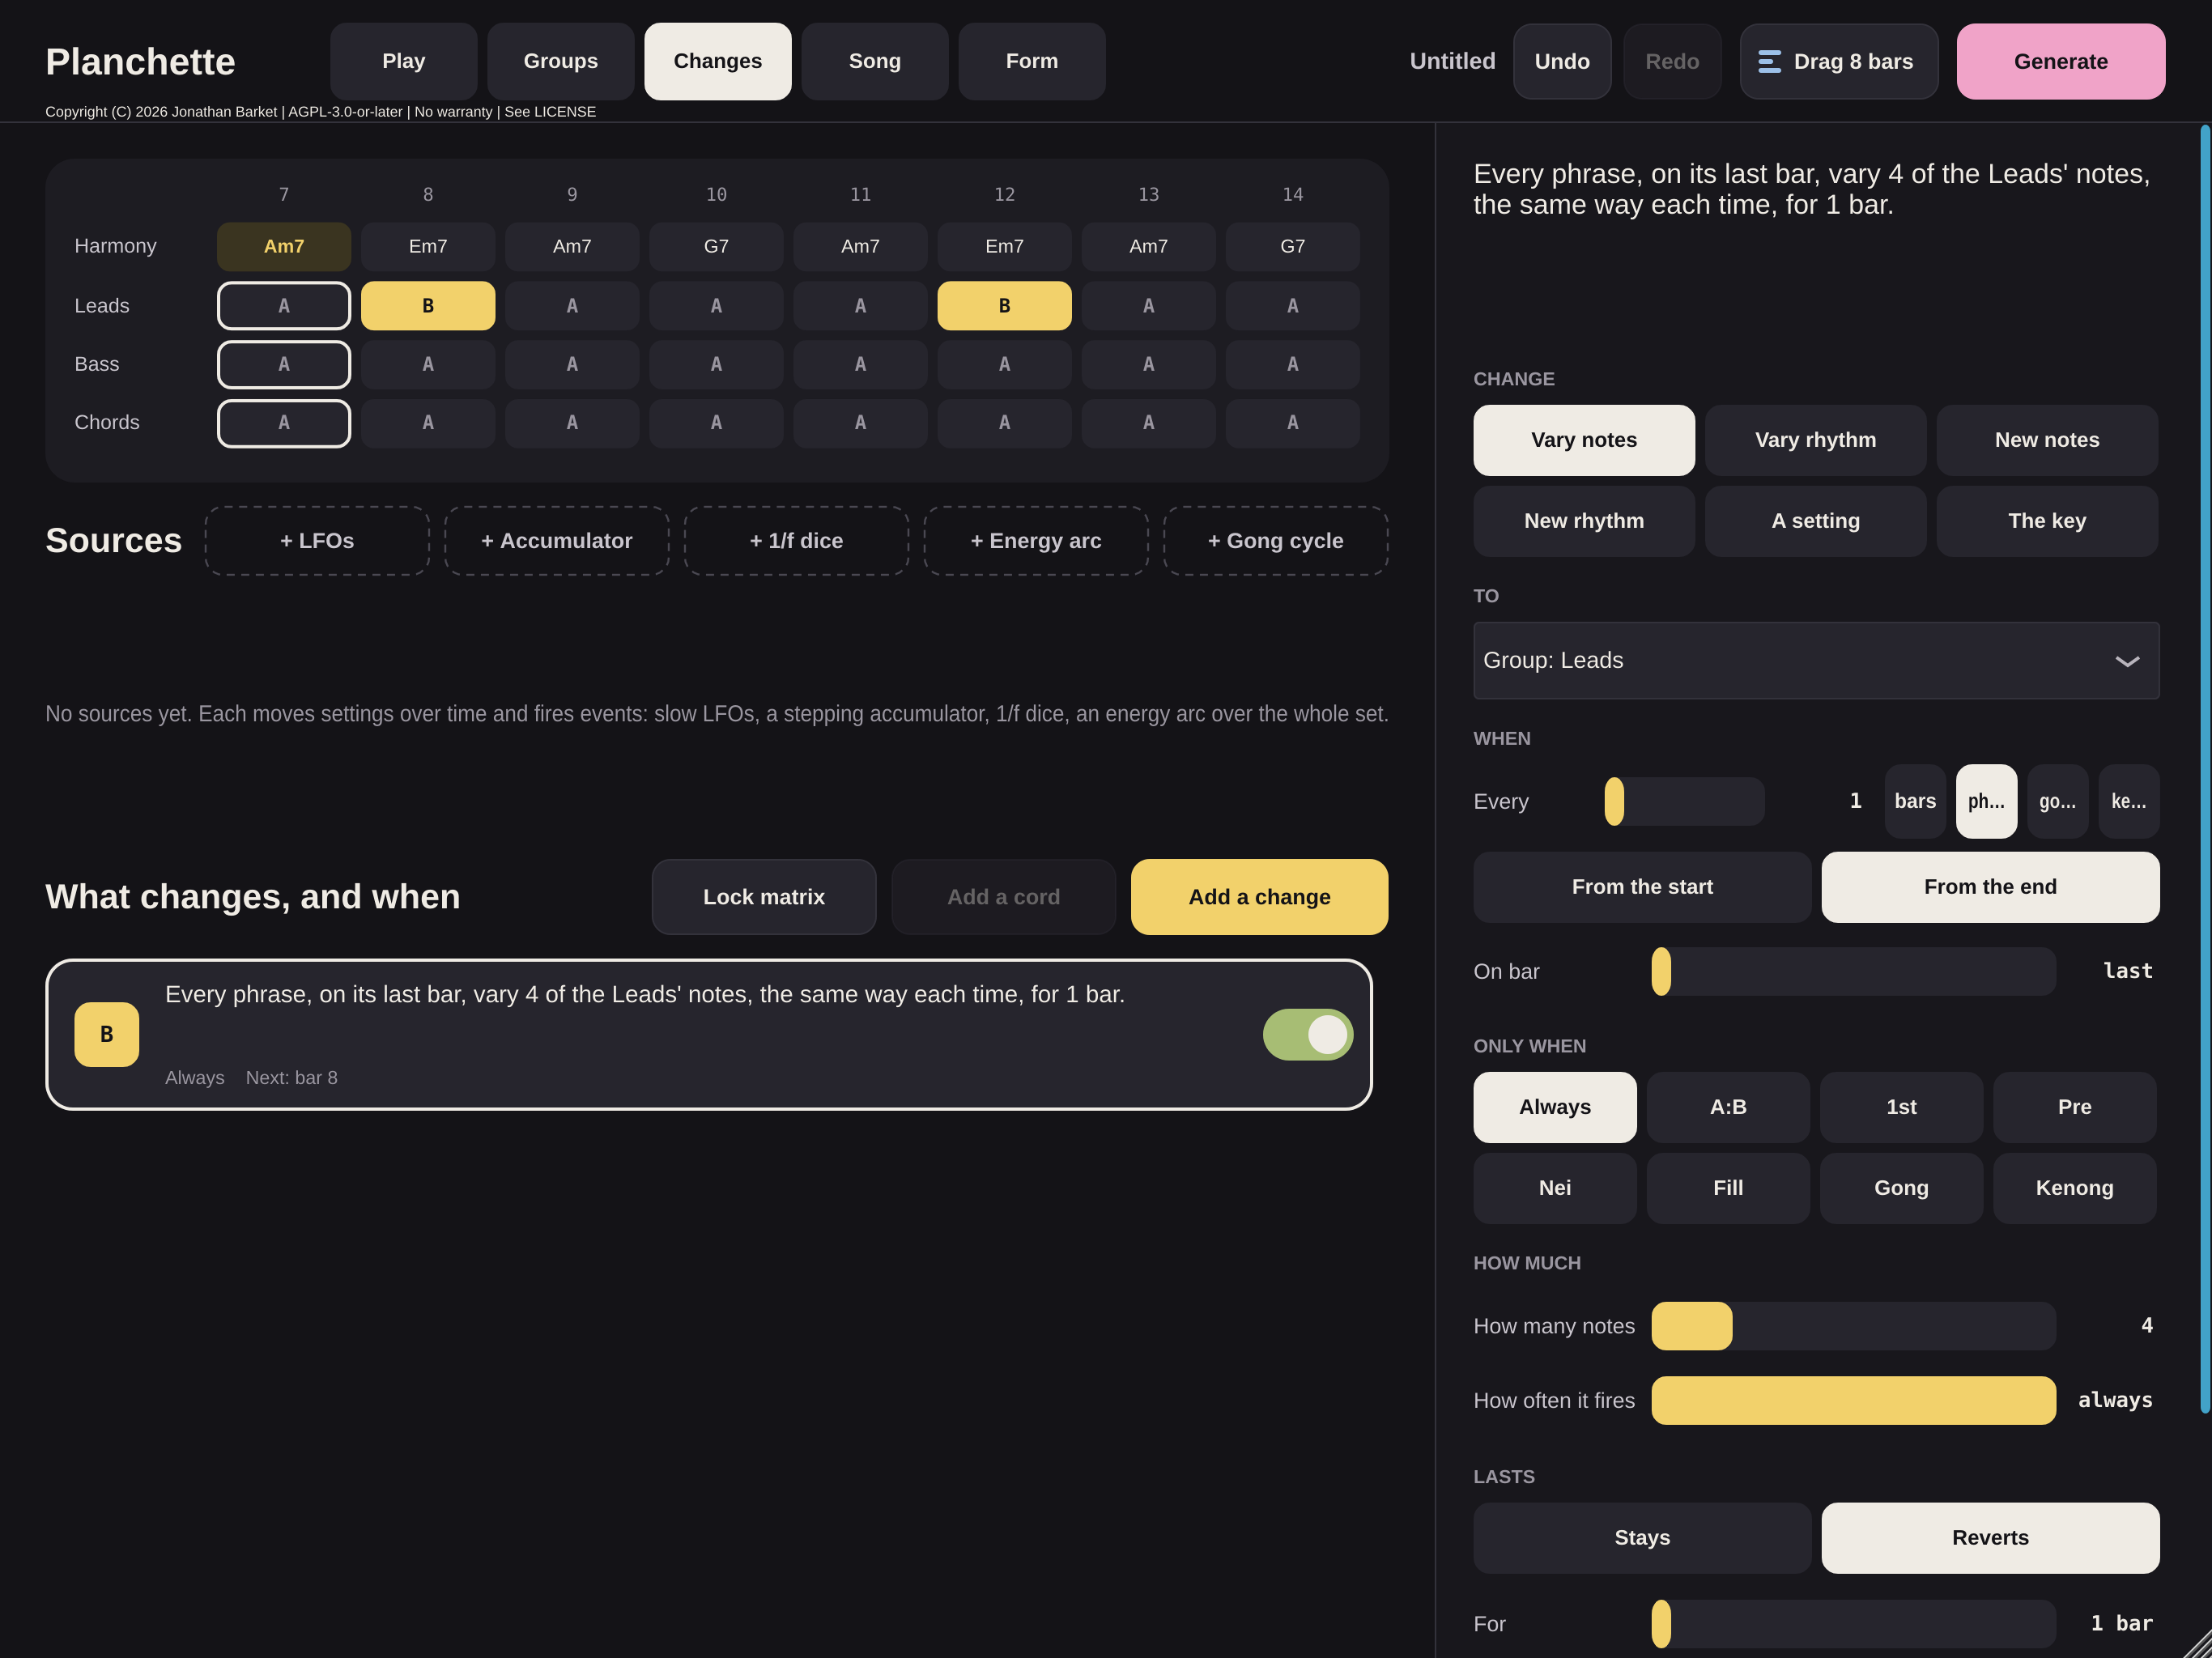 Planchette
Play Groups Changes Song Form
Untitled Undo Redo Drag 8 bars Generate
Copyright (C) 2026 Jonathan Barket | AGPL-3.0-or-later | No warranty | See LICENSE
7 8 9 10 11 12 13 14
Harmony Am7 Em7 Am7 G7 Am7 Em7 Am7 G7
Leads A B A A A B A A
Bass A A A A A A A A
Chords A A A A A A A A
Sources + LFOs + Accumulator + 1/f dice + Energy arc + Gong cycle
No sources yet. Each moves settings over time and fires events: slow LFOs, a stepping accumulator, 1/f dice, an energy arc over the whole set.
What changes, and when Lock matrix Add a cord Add a change
B Every phrase, on its last bar, vary 4 of the Leads' notes, the same way each time, for 1 bar.
Always Next: bar 8
Every phrase, on its last bar, vary 4 of the Leads' notes,
the same way each time, for 1 bar.
CHANGE
Vary notes Vary rhythm New notes
New rhythm A setting The key
TO
Group: Leads
WHEN
Every 1 bars ph... go... ke...
From the start From the end
On bar last
ONLY WHEN
Always A:B 1st Pre
Nei Fill Gong Kenong
HOW MUCH
How many notes 4
How often it fires always
LASTS
Stays Reverts
For 1 bar